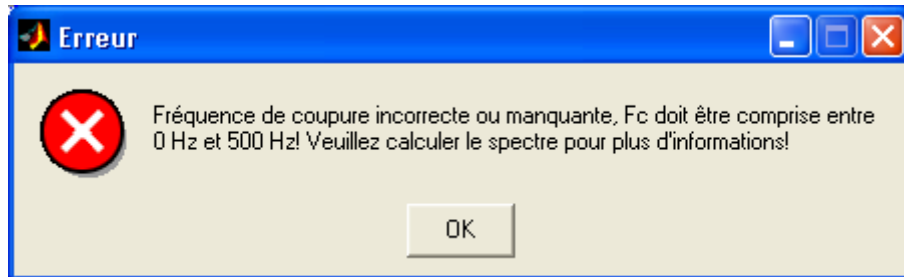 Erreur
Fréquence de coupure incorrecte ou manquante, Fc doit être comprise entre
0 Hz et 500 Hz! Veuillez calculer le spectre pour plus d'informations!
OK